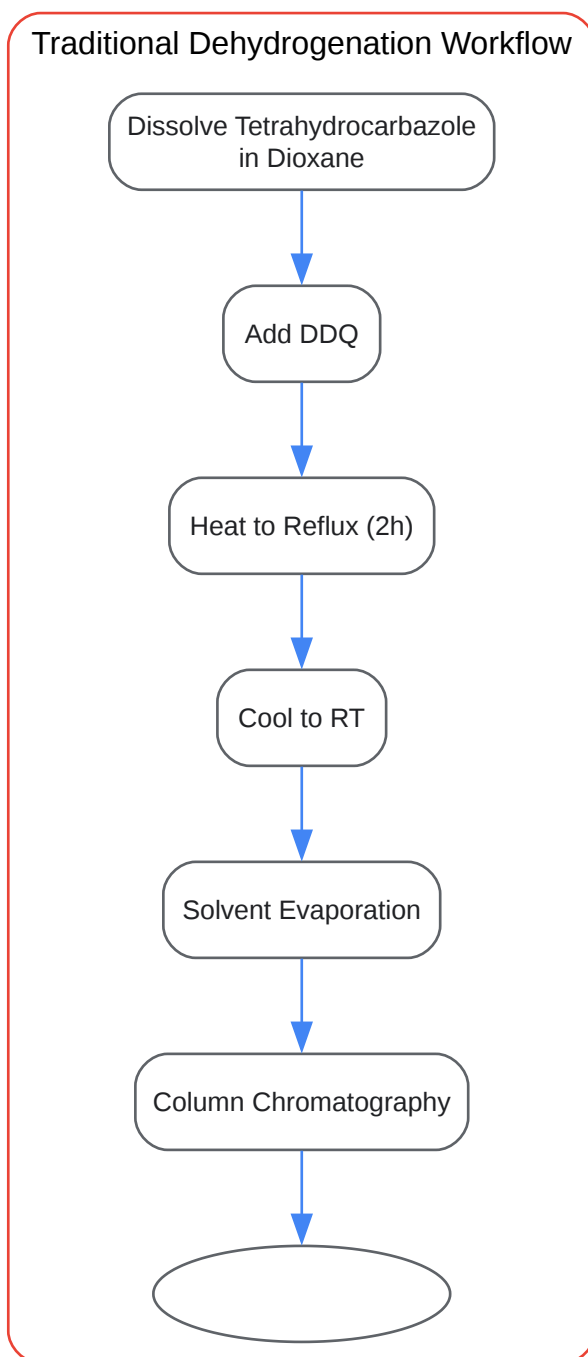 Traditional Dehydrogenation Workflow
Dissolve Tetrahydrocarbazole
in Dioxane
Add DDQ
Heat to Reflux (2h)
Cool to RT
Solvent Evaporation
Column Chromatography